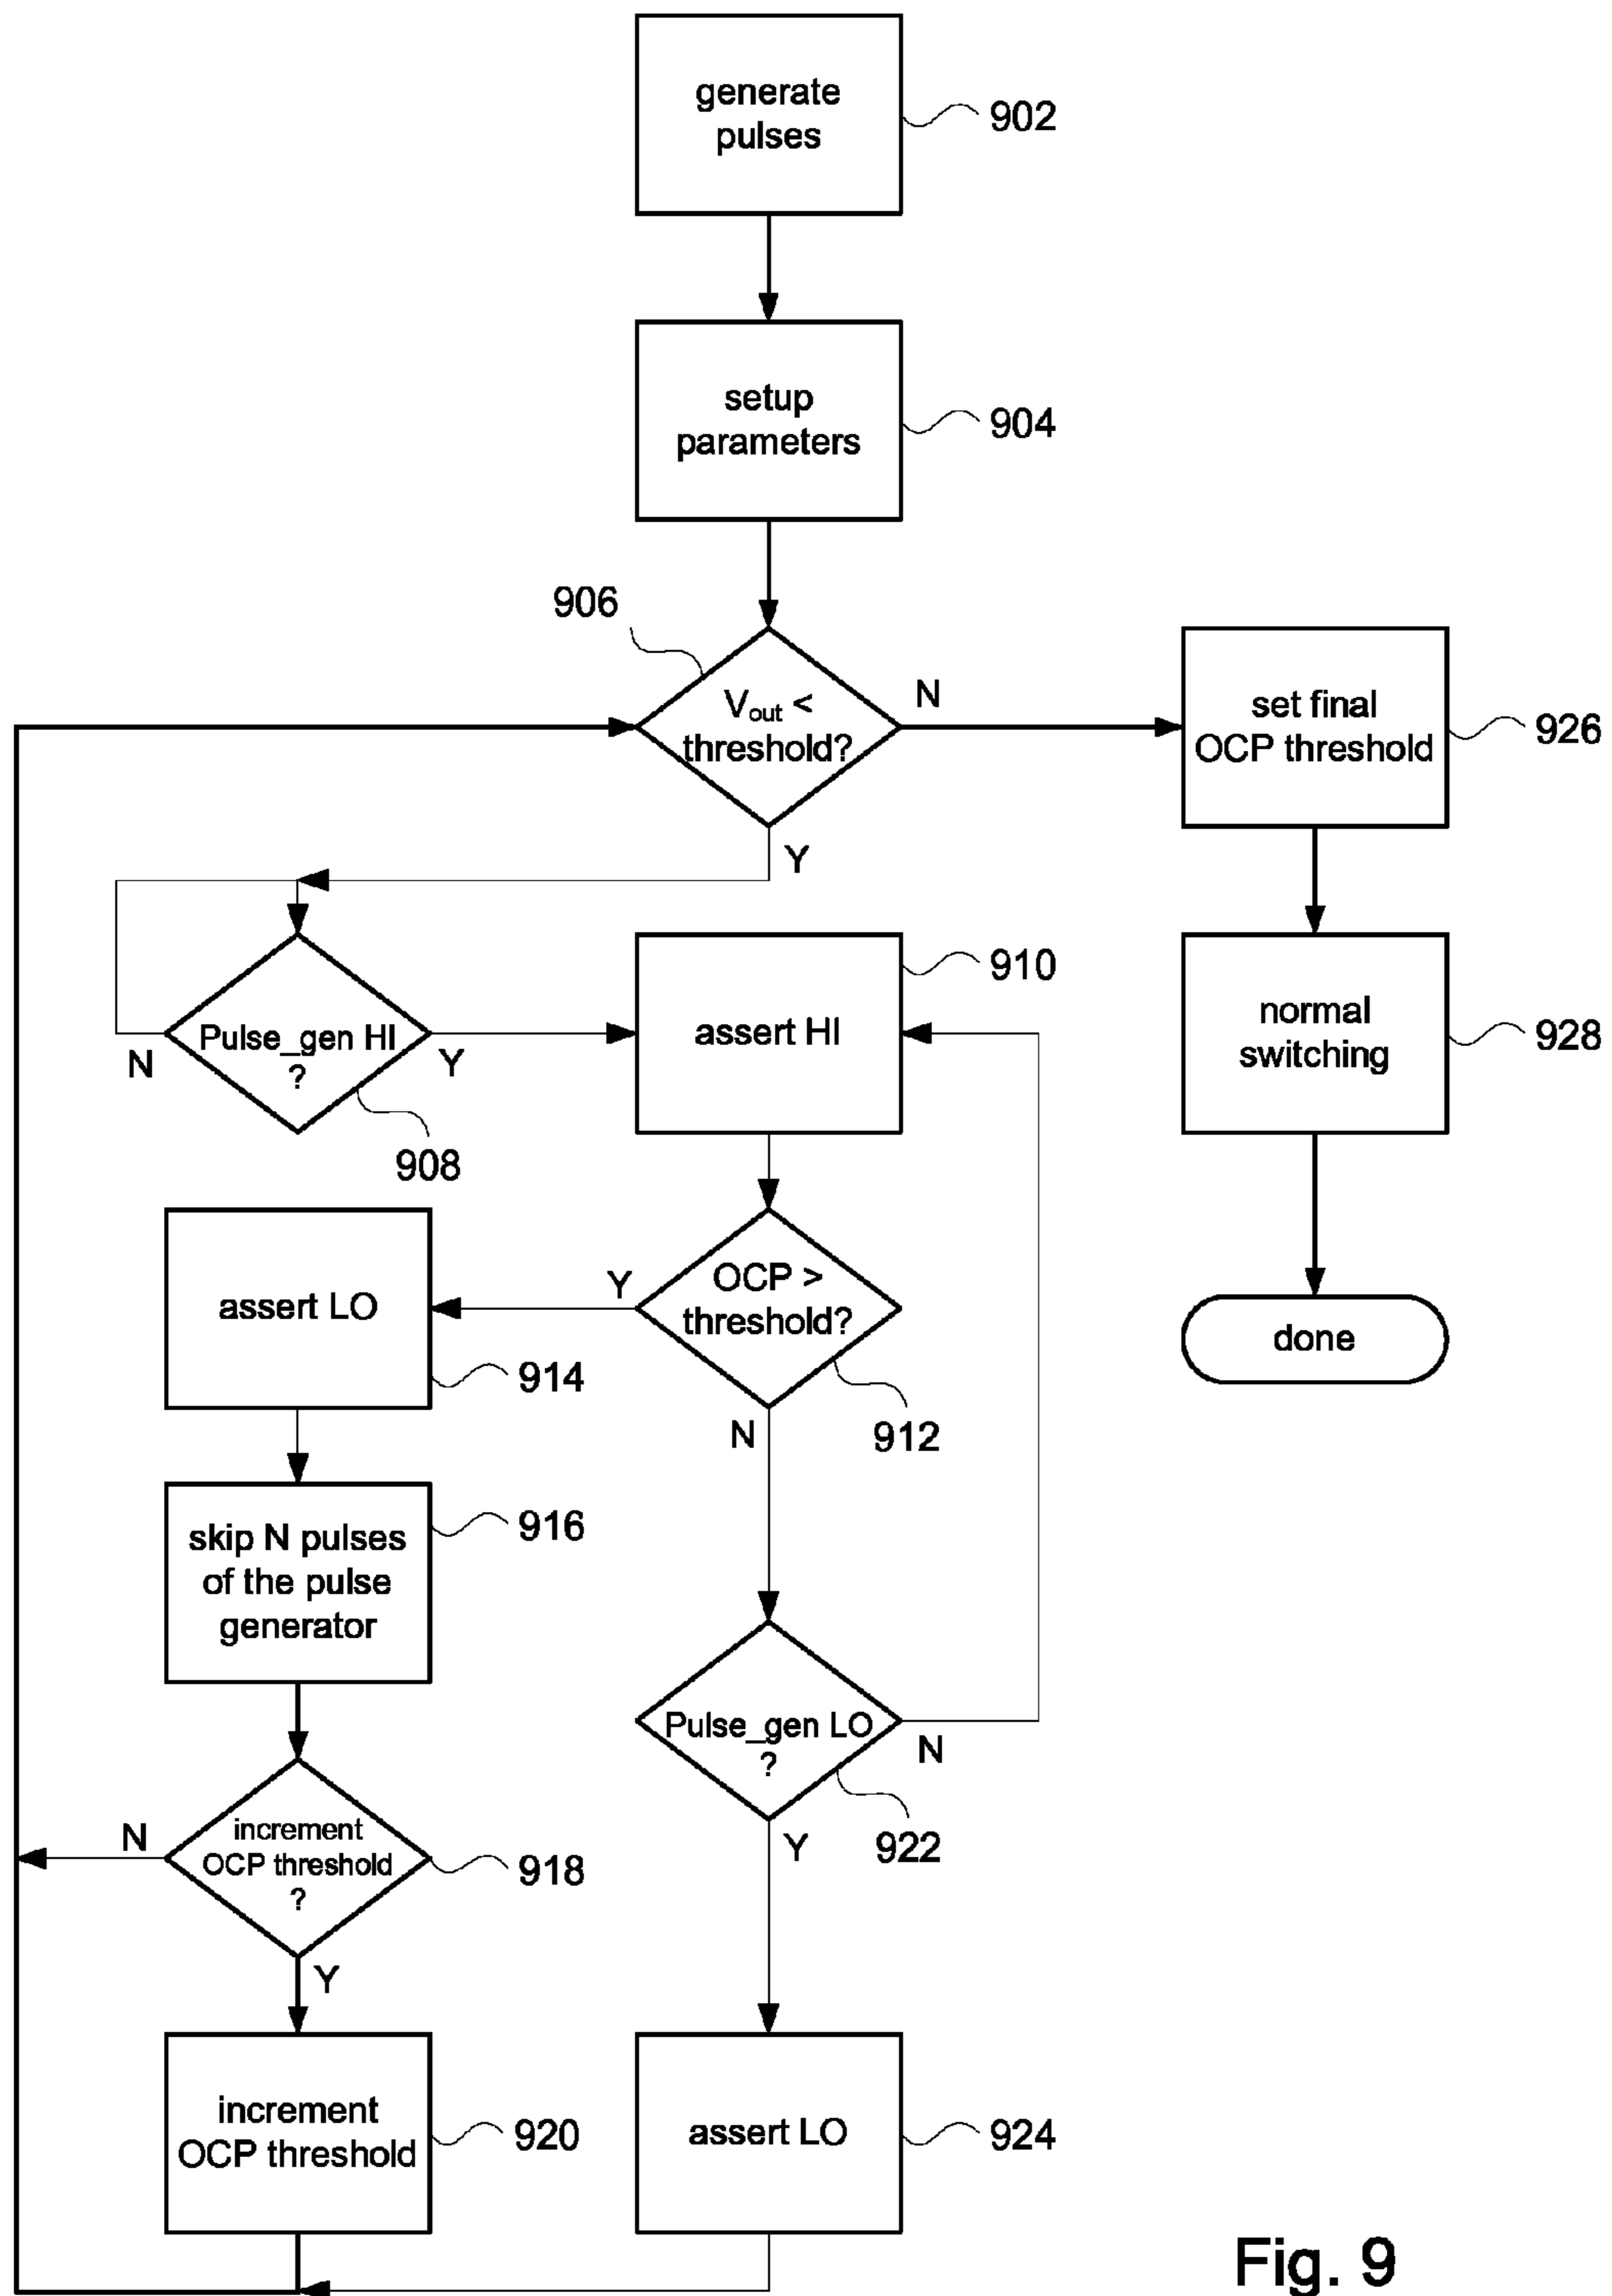 generate
pulses
902
setup
parameters
904
906
Vout <
threshold?
N
Y
set final
OCP threshold
926
Pulse_gen HI
?
N
Y
908
assert HI
910
normal
switching
928
assert LO
914
Y
OCP >
threshold?
N
912
done
skip N pulses
of the pulse
generator
916
Pulse_gen LO
?
N
Y
922
increment
OCP threshold
?
N
Y
918
increment
OCP threshold
920
assert LO
924
Fig. 9